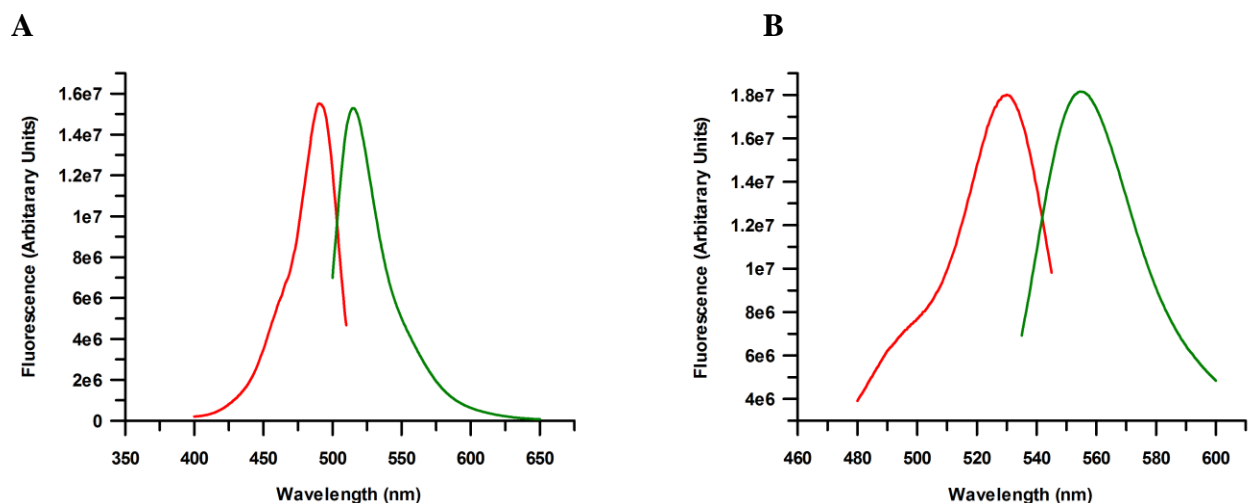 A
Fluorescence (Arbitarary Units)
1.6e7
1.4e7
1.2e7
1e7
8e6
6e6
4e6
2e6
0
350 400 450 500 550 600 650
Wavelength (nm)
B
Fluorescence (Arbitarary Units)
1.8e7
1.6e7
1.4e7
1.2e7
1e7
8e6
6e6
4e6
460 480 500 520 540 560 580 600
Wavelength (nm)